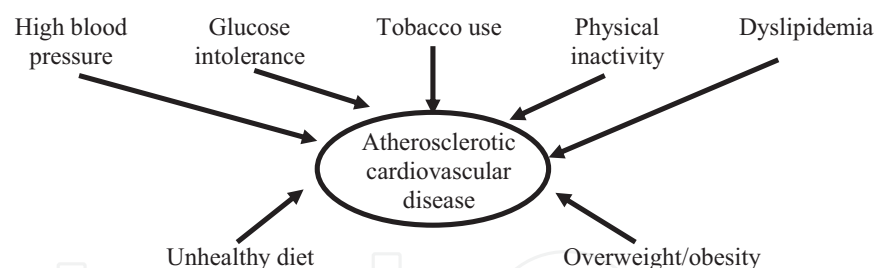 High blood
pressure
Glucose
intolerance
Tobacco use
Physical
inactivity
Dyslipidemia
Atherosclerotic
cardiovascular
disease
Unhealthy diet
Overweight/obesity